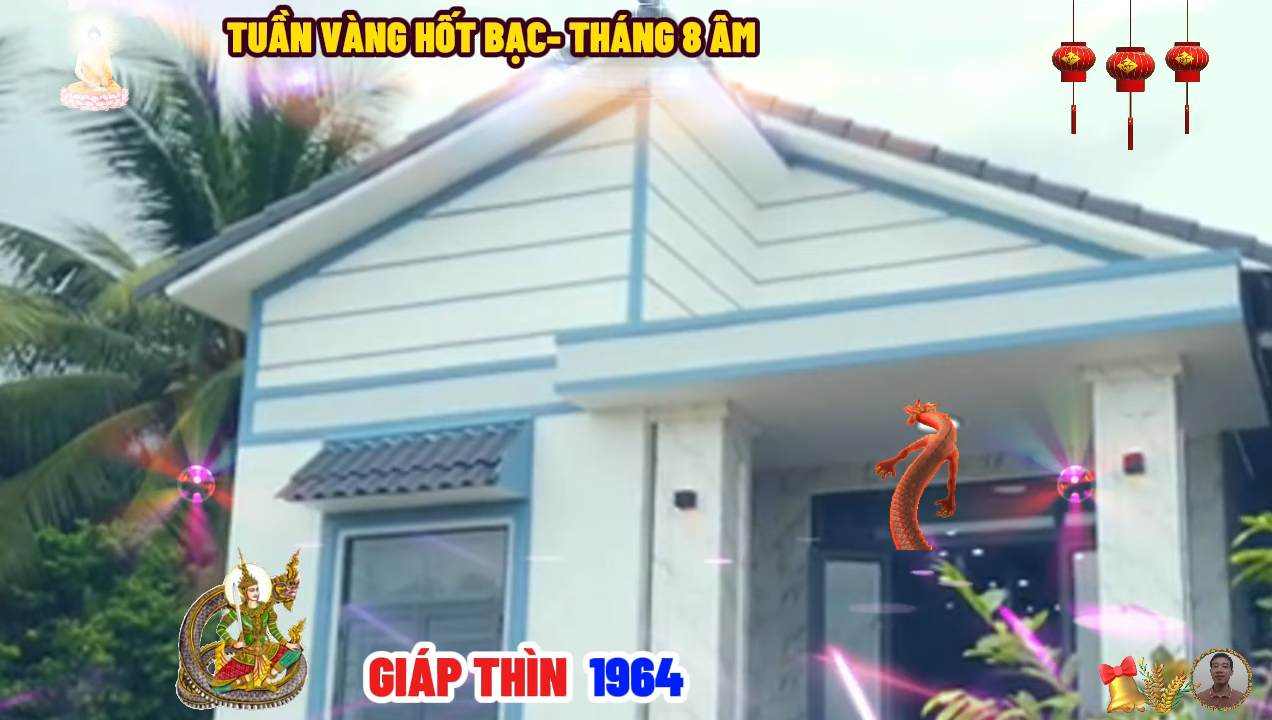 TUẦN VÀNG HỐT BẠC- THÁNG 8 ÂM
GIÁP THÌN 1964